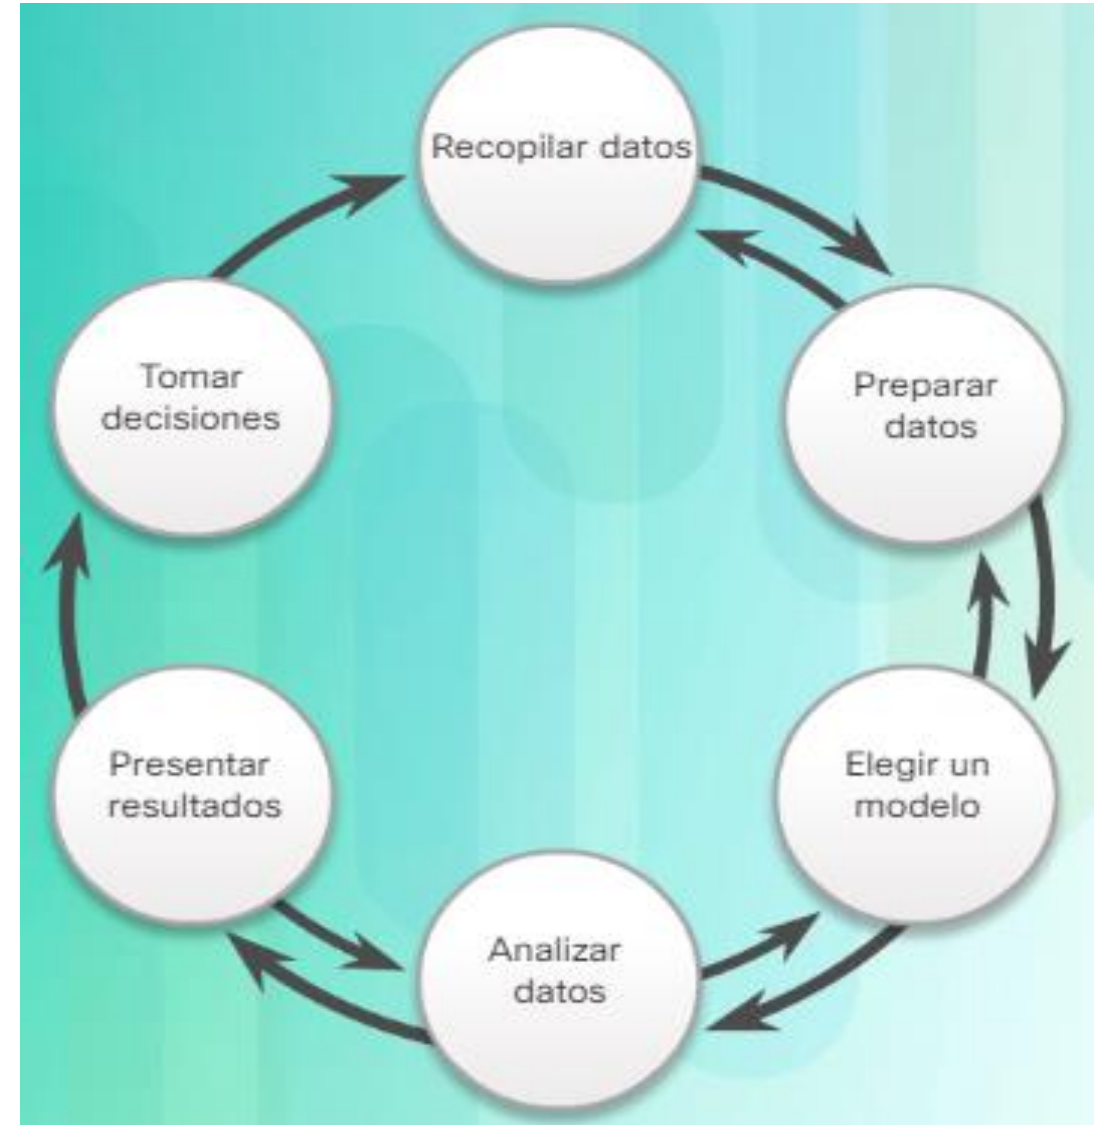 Recopilar datos
Preparar
datos
Elegir un
modelo
Analizar
datos
Presentar
resultados
Tomar
decisiones